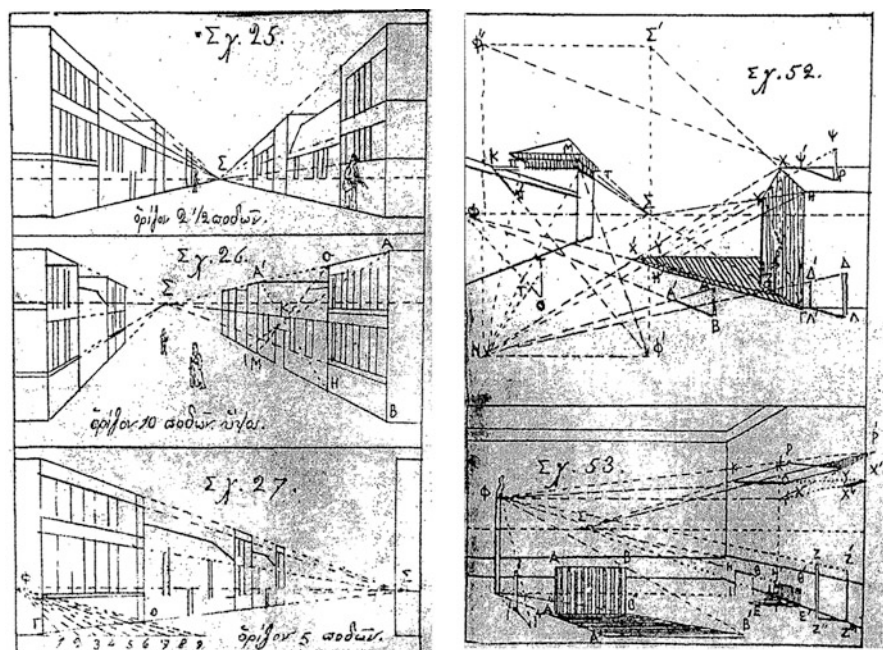 Σχ. 25.
Σ
ὁρίζον 2 1/2 ποδῶν.
Σχ. 26.
Σ
Α'
Ο
Α
Μ
Η
Β
ὁρίζον 10 ποδῶν ὕψος.
Σχ. 27.
Φ
Σ
Γ
Ο
1 2 3 4 5 6 7 8 9
ὁρίζον 5 ποδῶν.
Φ'' Σ'
Σχ. 52.
Κ Μ Χ Ψ' Ψ
Τ Ρ
Φ Σ Η
Χ Υ
Δ' Δ
Ο Β Γ Λ' Λ
Ν Φ'
Σχ. 53.
Κ Ρ Ρ'
Φ Λ Χ Χ'
Σ
Α Β Η Θ Ζ Ζ'
Θ
Ε Ε'
Α' Β' Ζ'' Ζ'''